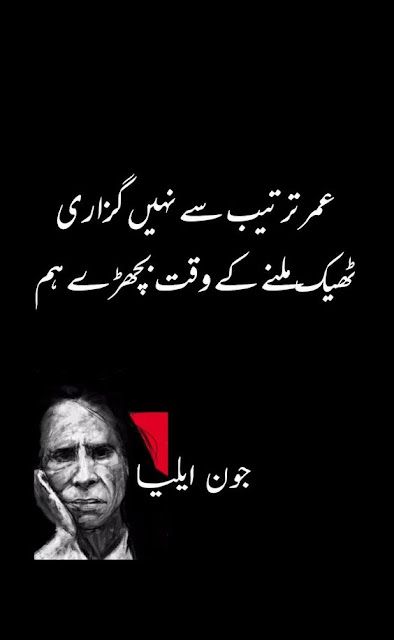 عمر ترتیب سے نہیں گزاری
ٹھیک ملنے کے وقت بچھڑے ہم
جون ایلیا